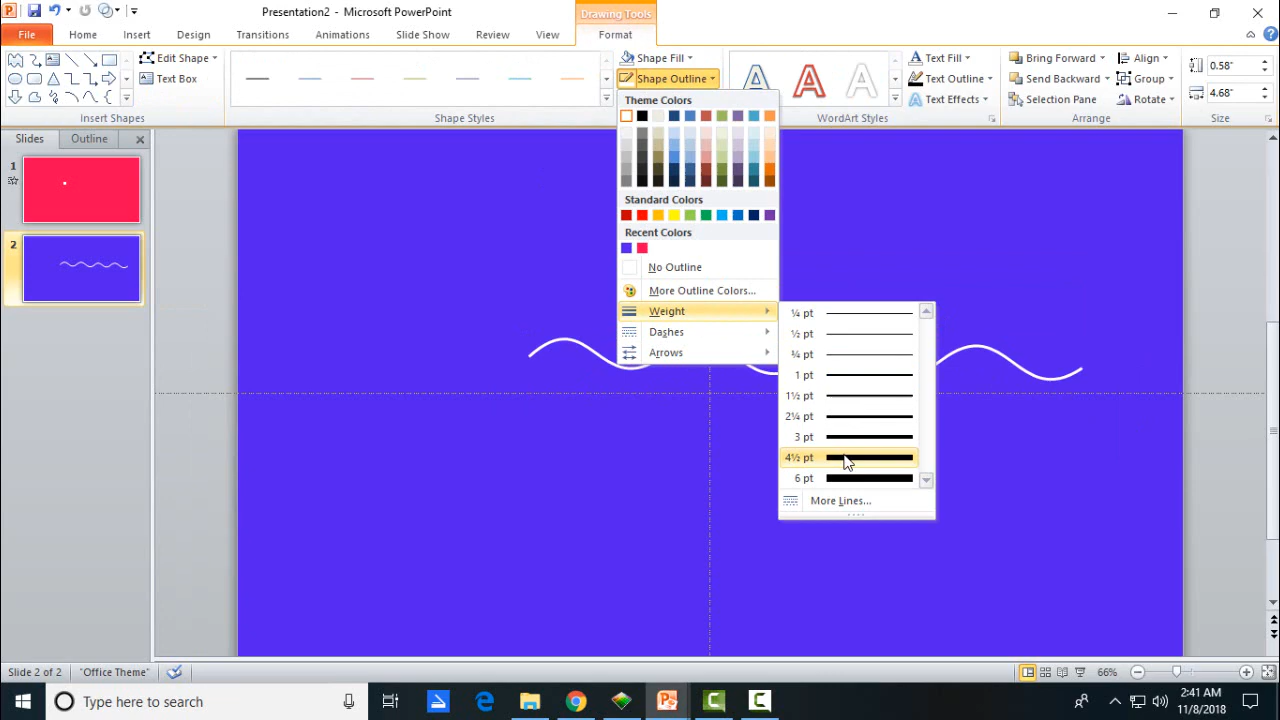 Presentation2 - Microsoft PowerPoint
Drawing Tools
File
Home
Insert
Design
Transitions
Animations
Slide Show
Review
View
Format
Edit Shape
Text Box
Insert Shapes
Shape Styles
Shape Fill
Shape Outline
WordArt Styles
Text Fill
Text Outline
Text Effects
Bring Forward
Send Backward
Selection Pane
Align
Group
Rotate
Arrange
0.58"
4.68"
Size
Slides
Outline
1
2
Theme Colors
Standard Colors
Recent Colors
No Outline
More Outline Colors...
Weight
Dashes
Arrows
¼ pt
½ pt
¾ pt
1 pt
1½ pt
2¼ pt
3 pt
4½ pt
6 pt
More Lines...
Slide 2 of 2
"Office Theme"
66%
Type here to search
2:41 AM
11/8/2018